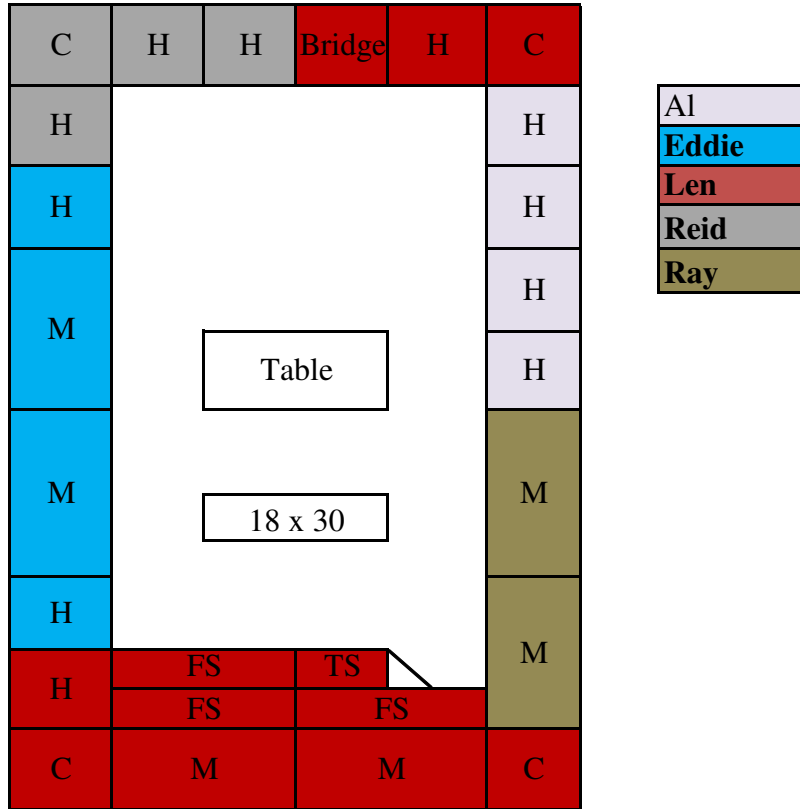 C H H Bridge H C
H H
Al
Eddie
H H
Len
Reid
H
Ray
M
Table H
M M
18 x 30
H
M
FS TS
H
FS FS
C M M C